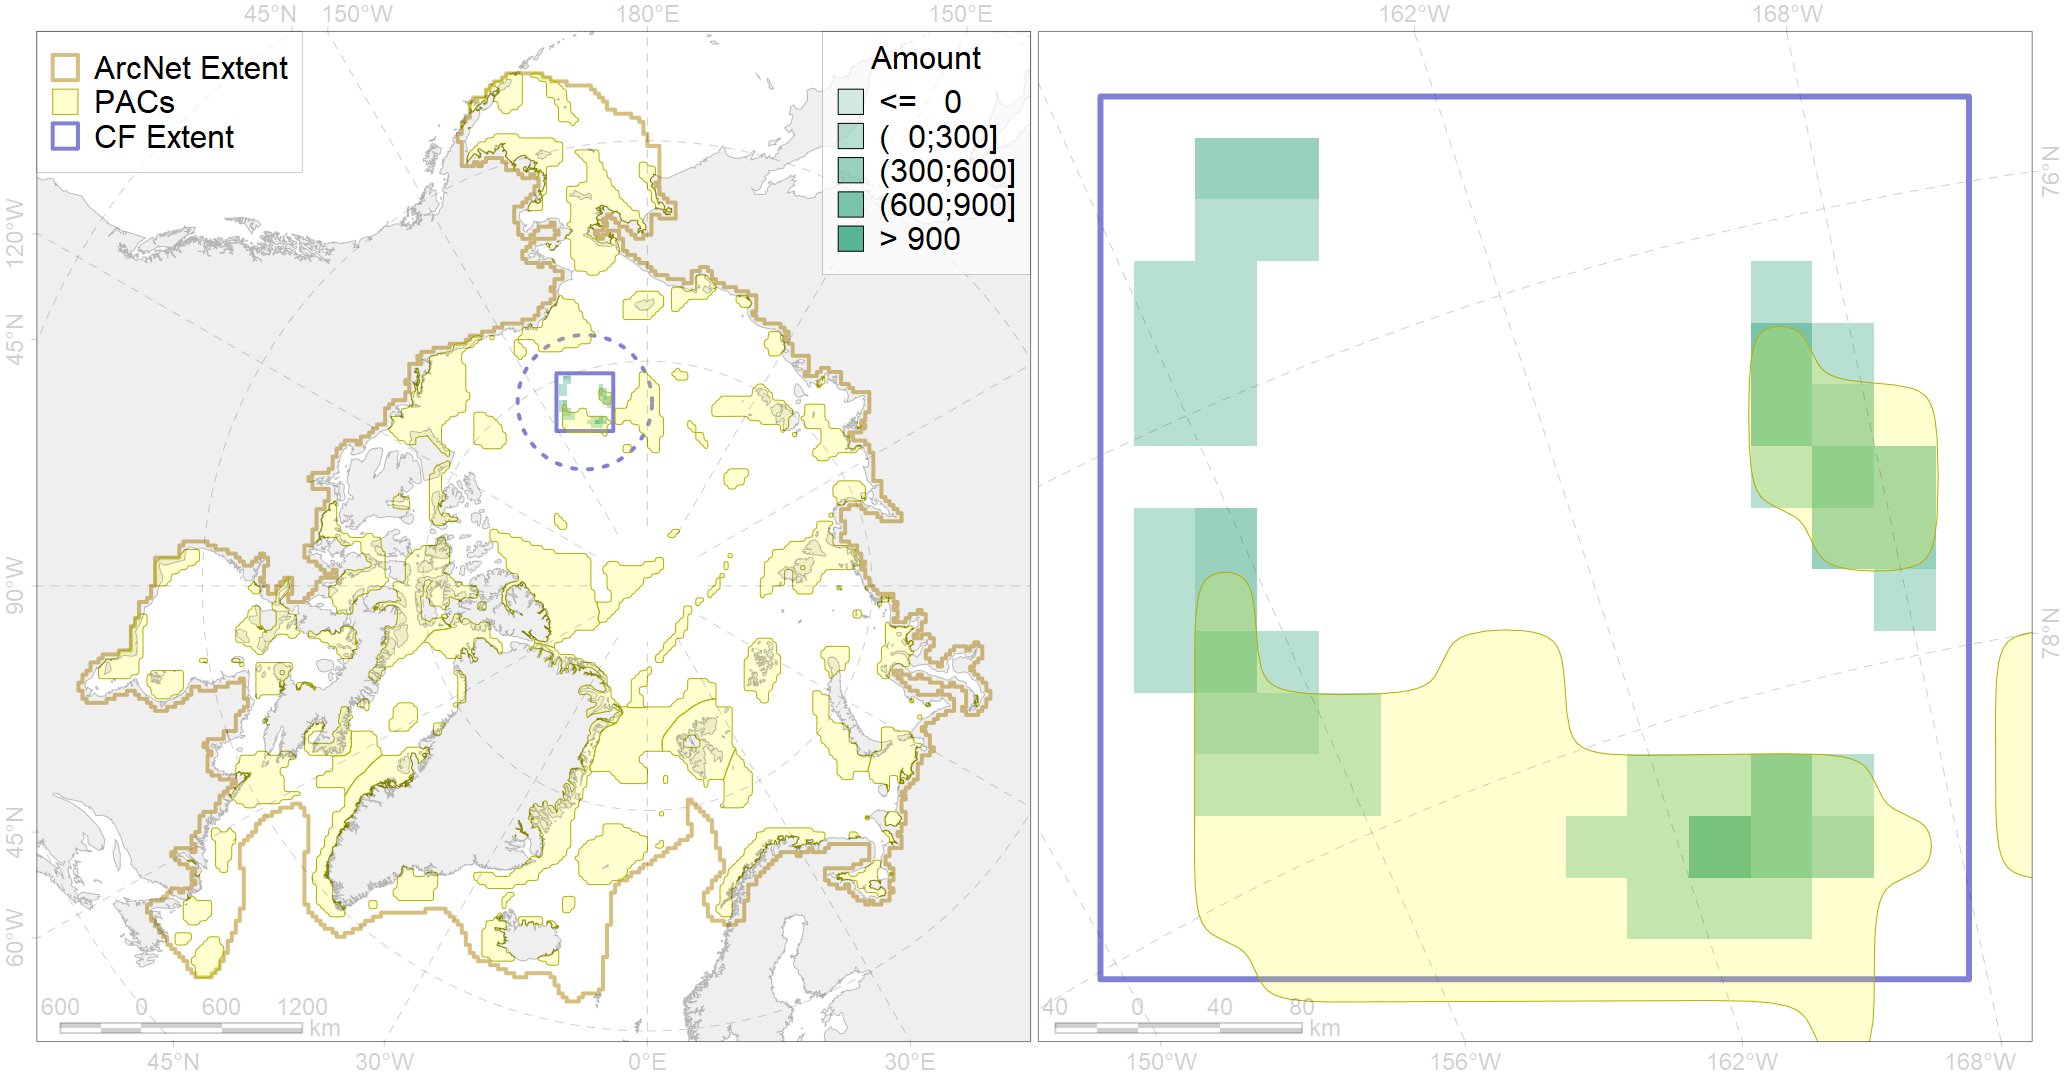 45°N 150°W 180°E 150°E 162°W 168°W
ArcNet Extent
PACs
CF Extent
Amount
<= 0
( 0;300]
(300;600]
(600;900]
> 900
120°W
45°N
90°W
45°N
60°W
76°N
78°N
600 0 600 1200
km
40 0 40 80
km
45°N 30°W 0°E 30°E 150°W 156°W 162°W 168°W